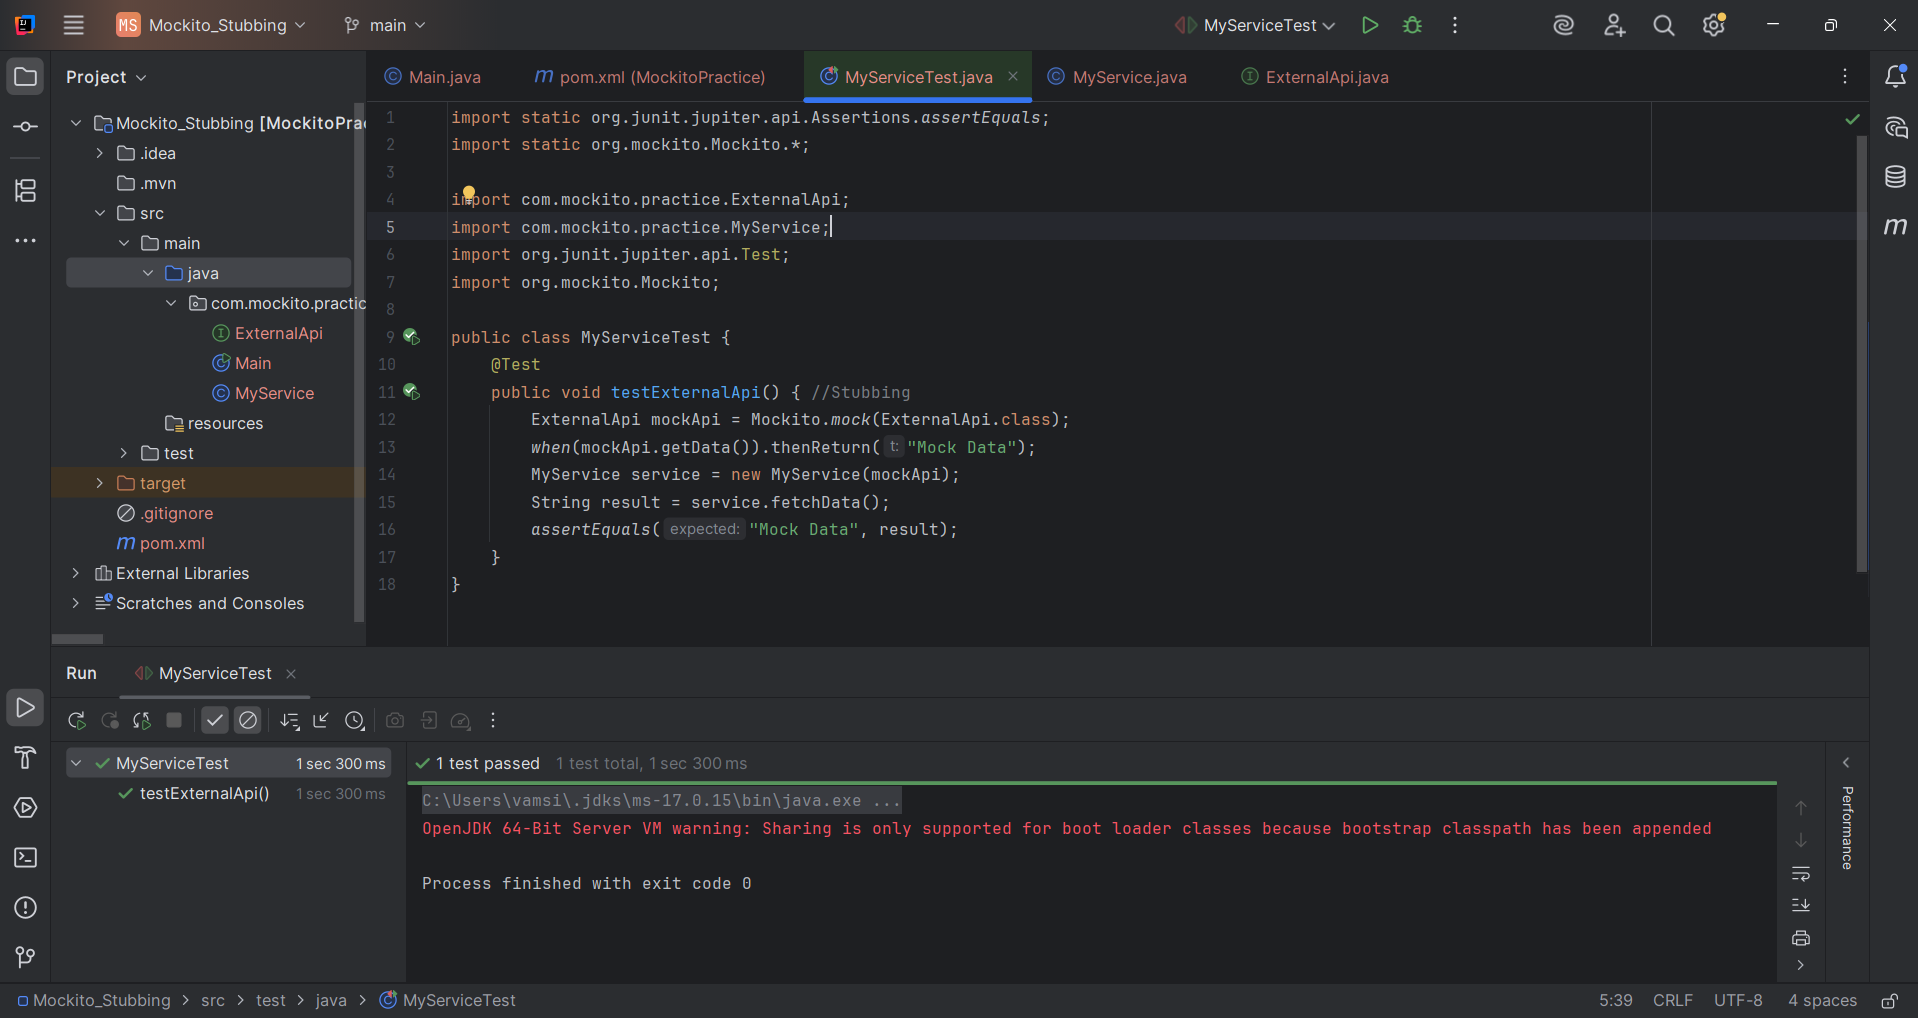 MS Mockito_Stubbing main MyServiceTest
Project
Main.java
m pom.xml (MockitoPractice)
MyServiceTest.java
MyService.java
ExternalApi.java
Mockito_Stubbing [MockitoPra
.idea
.mvn
src
main
java
com.mockito.practic
ExternalApi
Main
MyService
resources
test
target
.gitignore
m pom.xml
External Libraries
Scratches and Consoles
1 import static org.junit.jupiter.api.Assertions.assertEquals;
2 import static org.mockito.Mockito.*;
3
4 import com.mockito.practice.ExternalApi;
5 import com.mockito.practice.MyService;
6 import org.junit.jupiter.api.Test;
7 import org.mockito.Mockito;
8
9 public class MyServiceTest {
10 @Test
11 public void testExternalApi() { //Stubbing
12 ExternalApi mockApi = Mockito.mock(ExternalApi.class);
13 when(mockApi.getData()).thenReturn( t: "Mock Data");
14 MyService service = new MyService(mockApi);
15 String result = service.fetchData();
16 assertEquals( expected: "Mock Data", result);
17 }
18 }
m
Run MyServiceTest
MyServiceTest 1 sec 300 ms
testExternalApi() 1 sec 300 ms
1 test passed 1 test total, 1 sec 300 ms
C:\Users\vamsi\.jdks\ms-17.0.15\bin\java.exe ...
OpenJDK 64-Bit Server VM warning: Sharing is only supported for boot loader classes because bootstrap classpath has been appended
Process finished with exit code 0
Performance
Mockito_Stubbing > src > test > java > MyServiceTest
5:39 CRLF UTF-8 4 spaces